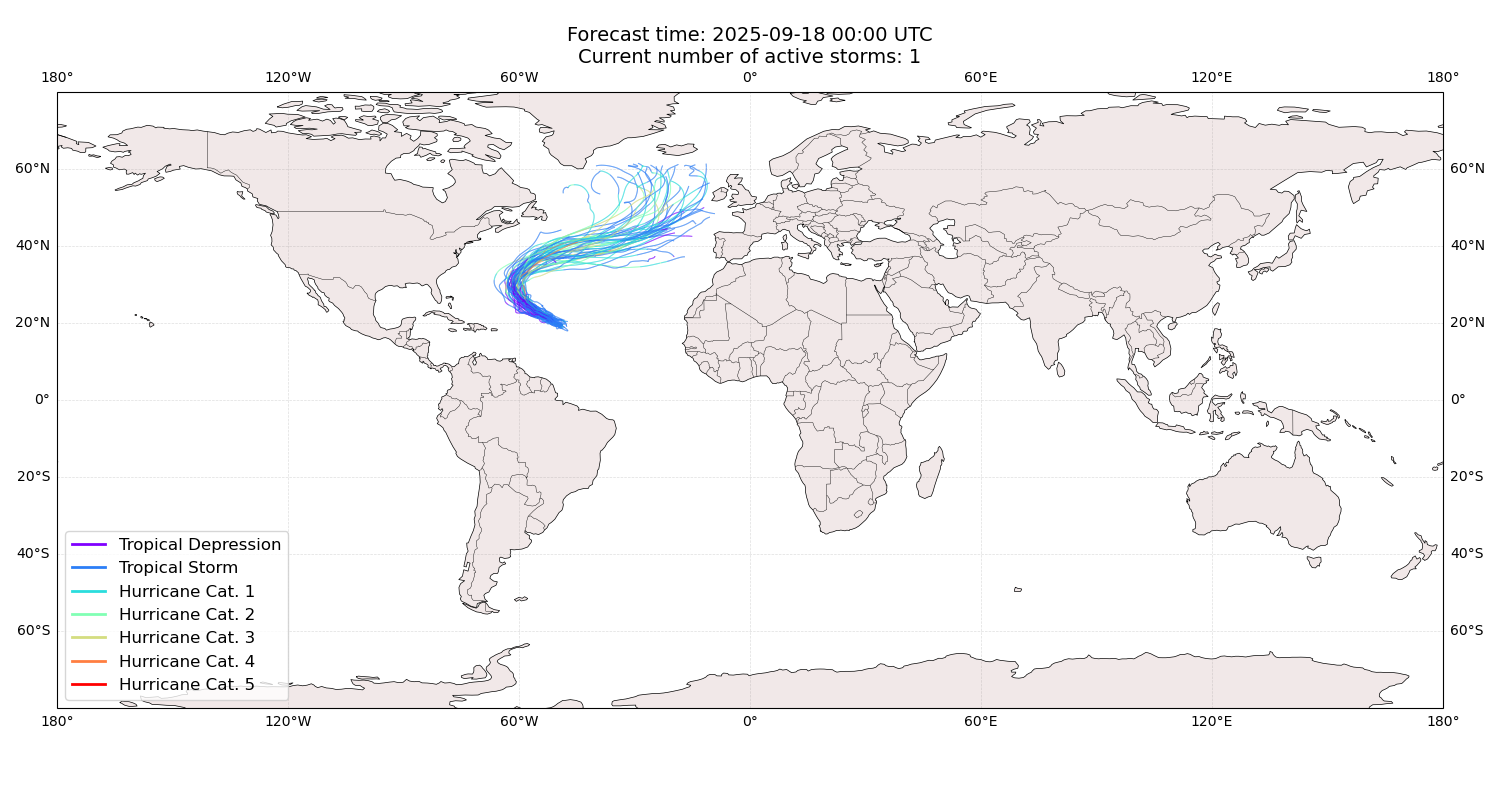 Forecast time: 2025-09-18 00:00 UTC
Current number of active storms: 1
180° 120°W 60°W 0° 60°E 120°E 180°
60°N 60°N
40°N 40°N
20°N 20°N
0° 0°
20°S 20°S
40°S 40°S
60°S 60°S
Tropical Depression
Tropical Storm
Hurricane Cat. 1
Hurricane Cat. 2
Hurricane Cat. 3
Hurricane Cat. 4
Hurricane Cat. 5
180° 120°W 60°W 0° 60°E 120°E 180°